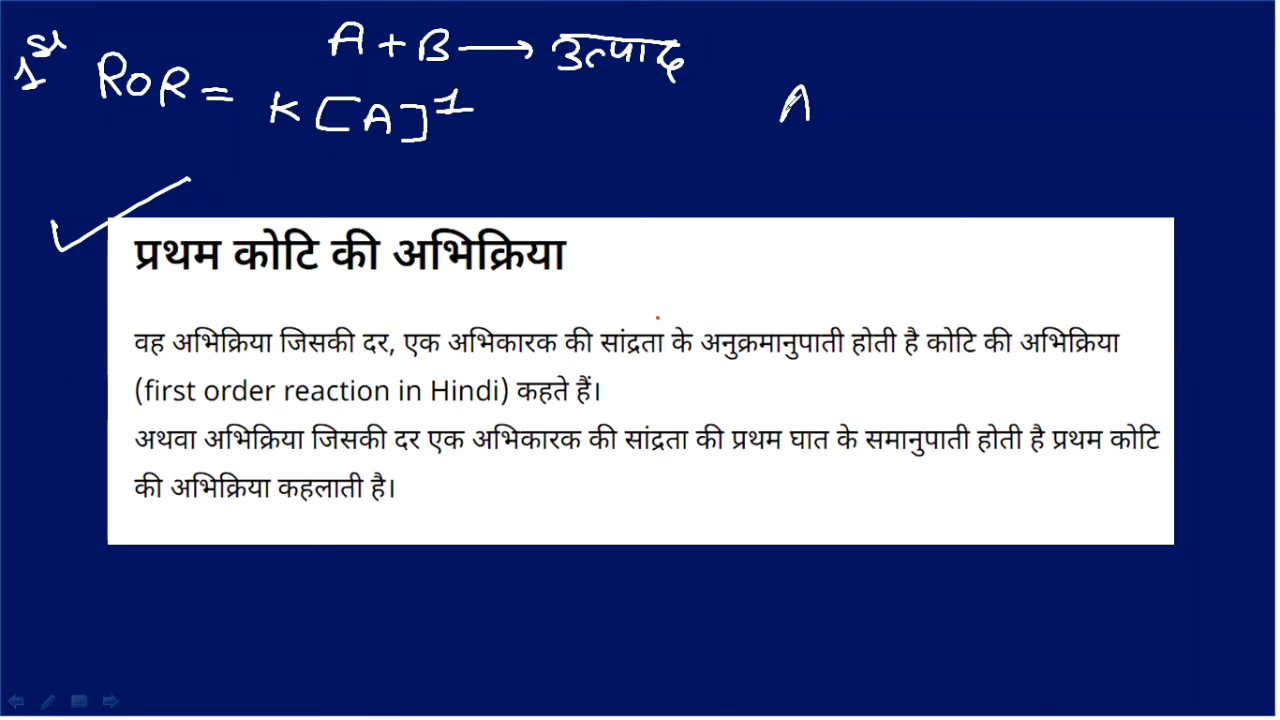 A + B → उत्पाद
1st ROR = K[A]¹
A
प्रथम कोटि की अभिक्रिया
वह अभिक्रिया जिसकी दर, एक अभिकारक की सांद्रता के अनुक्रमानुपाती होती है कोटि की अभिक्रिया
(first order reaction in Hindi) कहते हैं।
अथवा अभिक्रिया जिसकी दर एक अभिकारक की सांद्रता की प्रथम घात के समानुपाती होती है प्रथम कोटि
की अभिक्रिया कहलाती है।